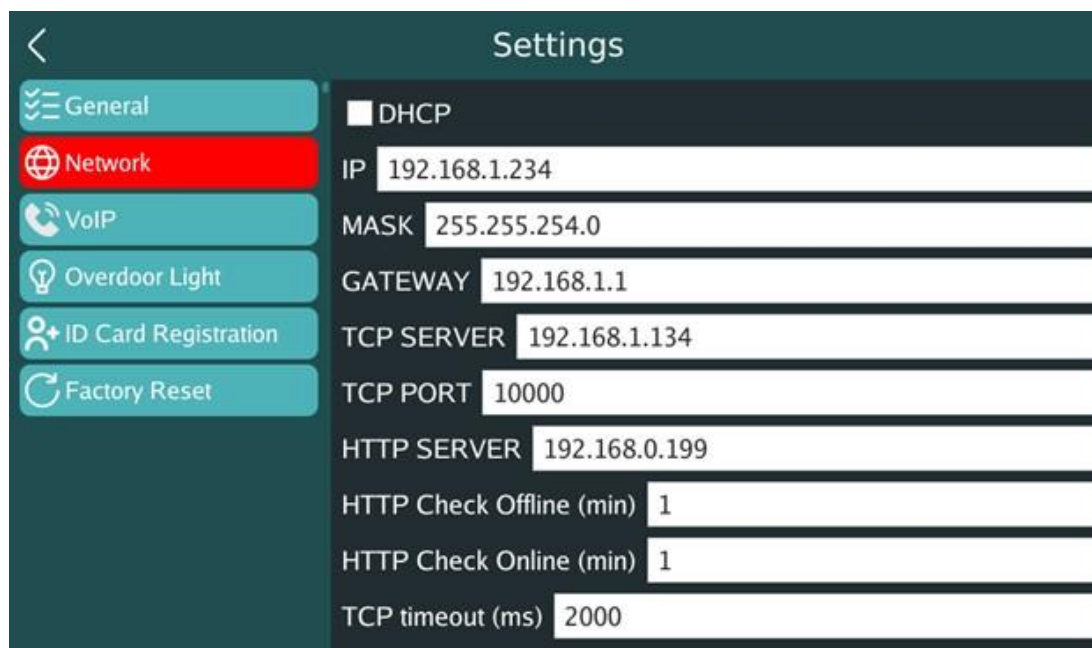 Settings
General
Network
VoIP
Overdoor Light
ID Card Registration
Factory Reset
DHCP
IP 192.168.1.234
MASK 255.255.254.0
GATEWAY 192.168.1.1
TCP SERVER 192.168.1.134
TCP PORT 10000
HTTP SERVER 192.168.0.199
HTTP Check Offline (min) 1
HTTP Check Online (min) 1
TCP timeout (ms) 2000